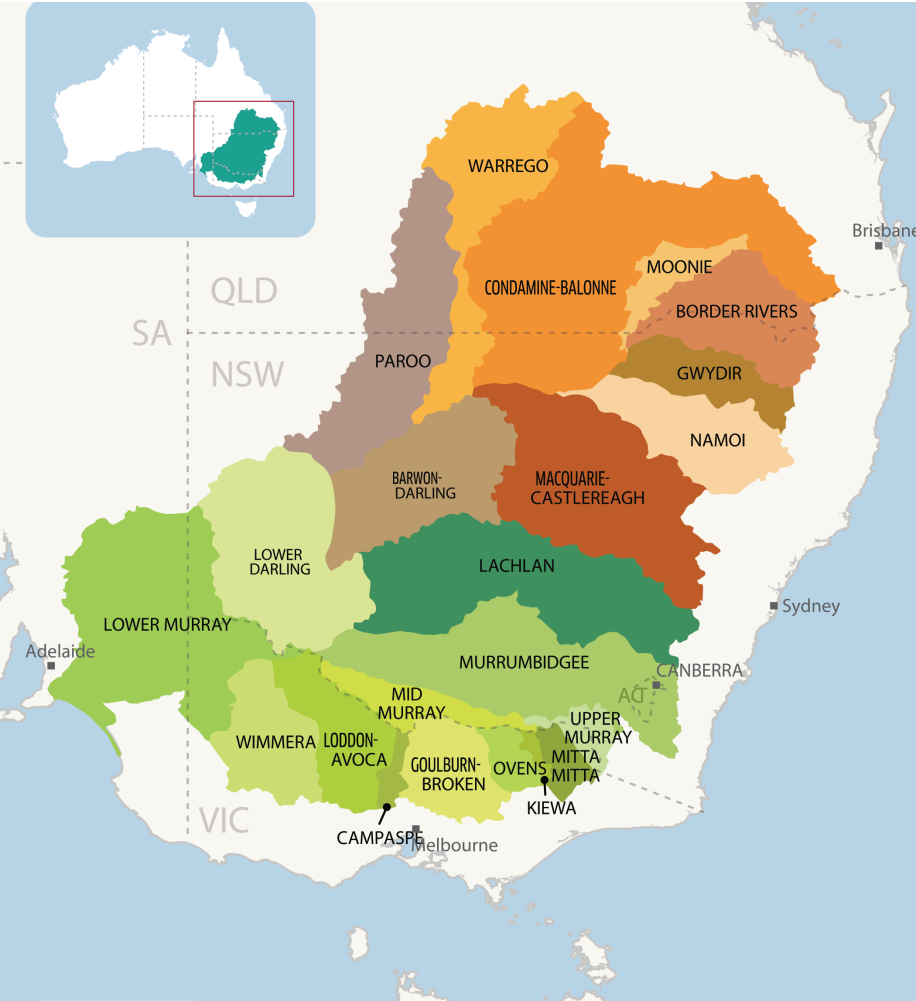 WARREGO
Brisbane
MOONIE
QLD
CONDAMINE-BALONNE
BORDER RIVERS
SA
PAROO
NSW
GWYDIR
NAMOI
BARWON-
DARLING
MACQUARIE-
CASTLEREAGH
LOWER
DARLING
LACHLAN
Sydney
LOWER MURRAY
Adelaide
MURRUMBIDGEE
CANBERRA
ACT
MID
MURRAY
UPPER
MURRAY
WIMMERA
LODDON-
AVOCA
GOULBURN-
BROKEN
OVENS
MITTA
MITTA
KIEWA
VIC
CAMPASPE
Melbourne